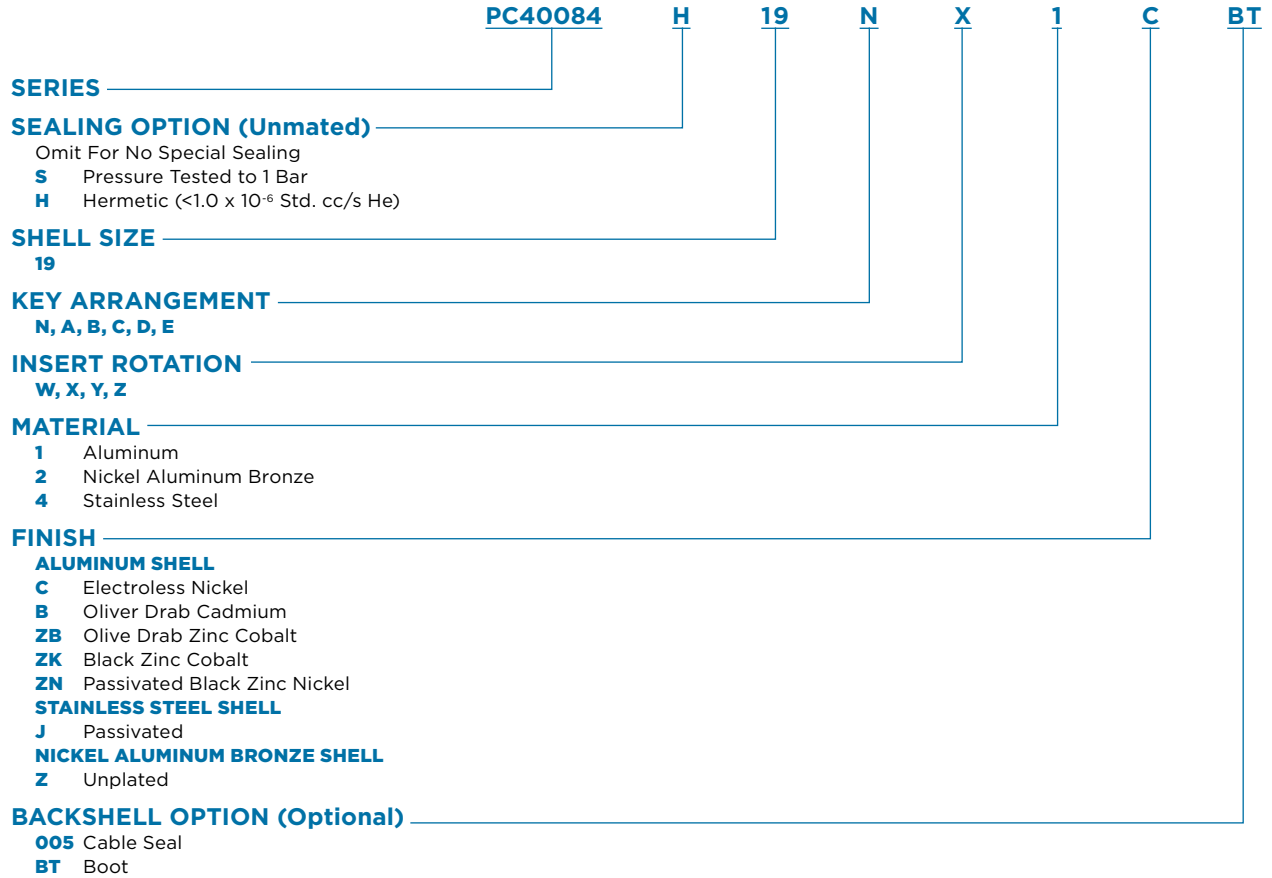 PC40084 H 19 N X 1 C BT
SERIES
SEALING OPTION (Unmated)
Omit For No Special Sealing
S Pressure Tested to 1 Bar
H Hermetic (<1.0 x 10⁻⁶ Std. cc/s He)
SHELL SIZE
19
KEY ARRANGEMENT
N, A, B, C, D, E
INSERT ROTATION
W, X, Y, Z
MATERIAL
1 Aluminum
2 Nickel Aluminum Bronze
4 Stainless Steel
FINISH
ALUMINUM SHELL
C Electroless Nickel
B Oliver Drab Cadmium
ZB Olive Drab Zinc Cobalt
ZK Black Zinc Cobalt
ZN Passivated Black Zinc Nickel
STAINLESS STEEL SHELL
J Passivated
NICKEL ALUMINUM BRONZE SHELL
Z Unplated
BACKSHELL OPTION (Optional)
005 Cable Seal
BT Boot